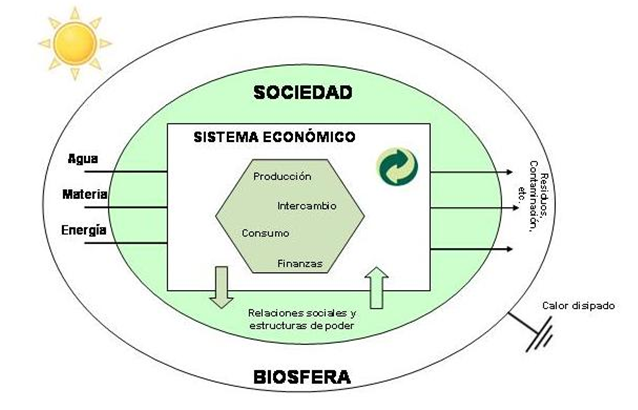 SOCIEDAD
SISTEMA ECONÓMICO
Agua
Materia
Energía
Producción
Intercambio
Consumo
Finanzas
Residuos,
Contaminación,
etc.
Relaciones sociales y
estructuras de poder
Calor disipado
BIOSFERA